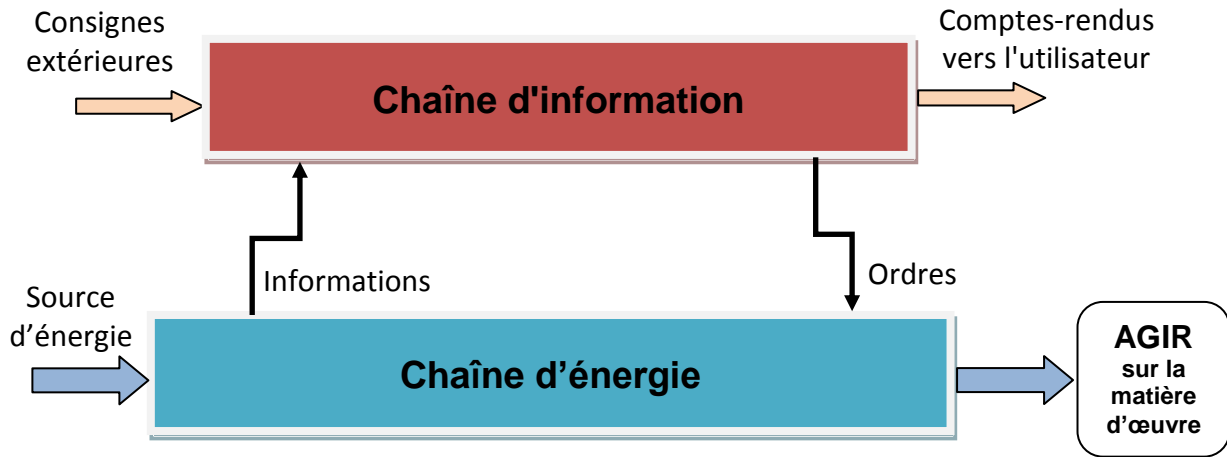 Consignes
extérieures
Comptes-rendus
vers l'utilisateur
Chaîne d'information
Informations
Ordres
Source
d’énergie
Chaîne d’énergie
AGIR
sur la
matière
d’œuvre